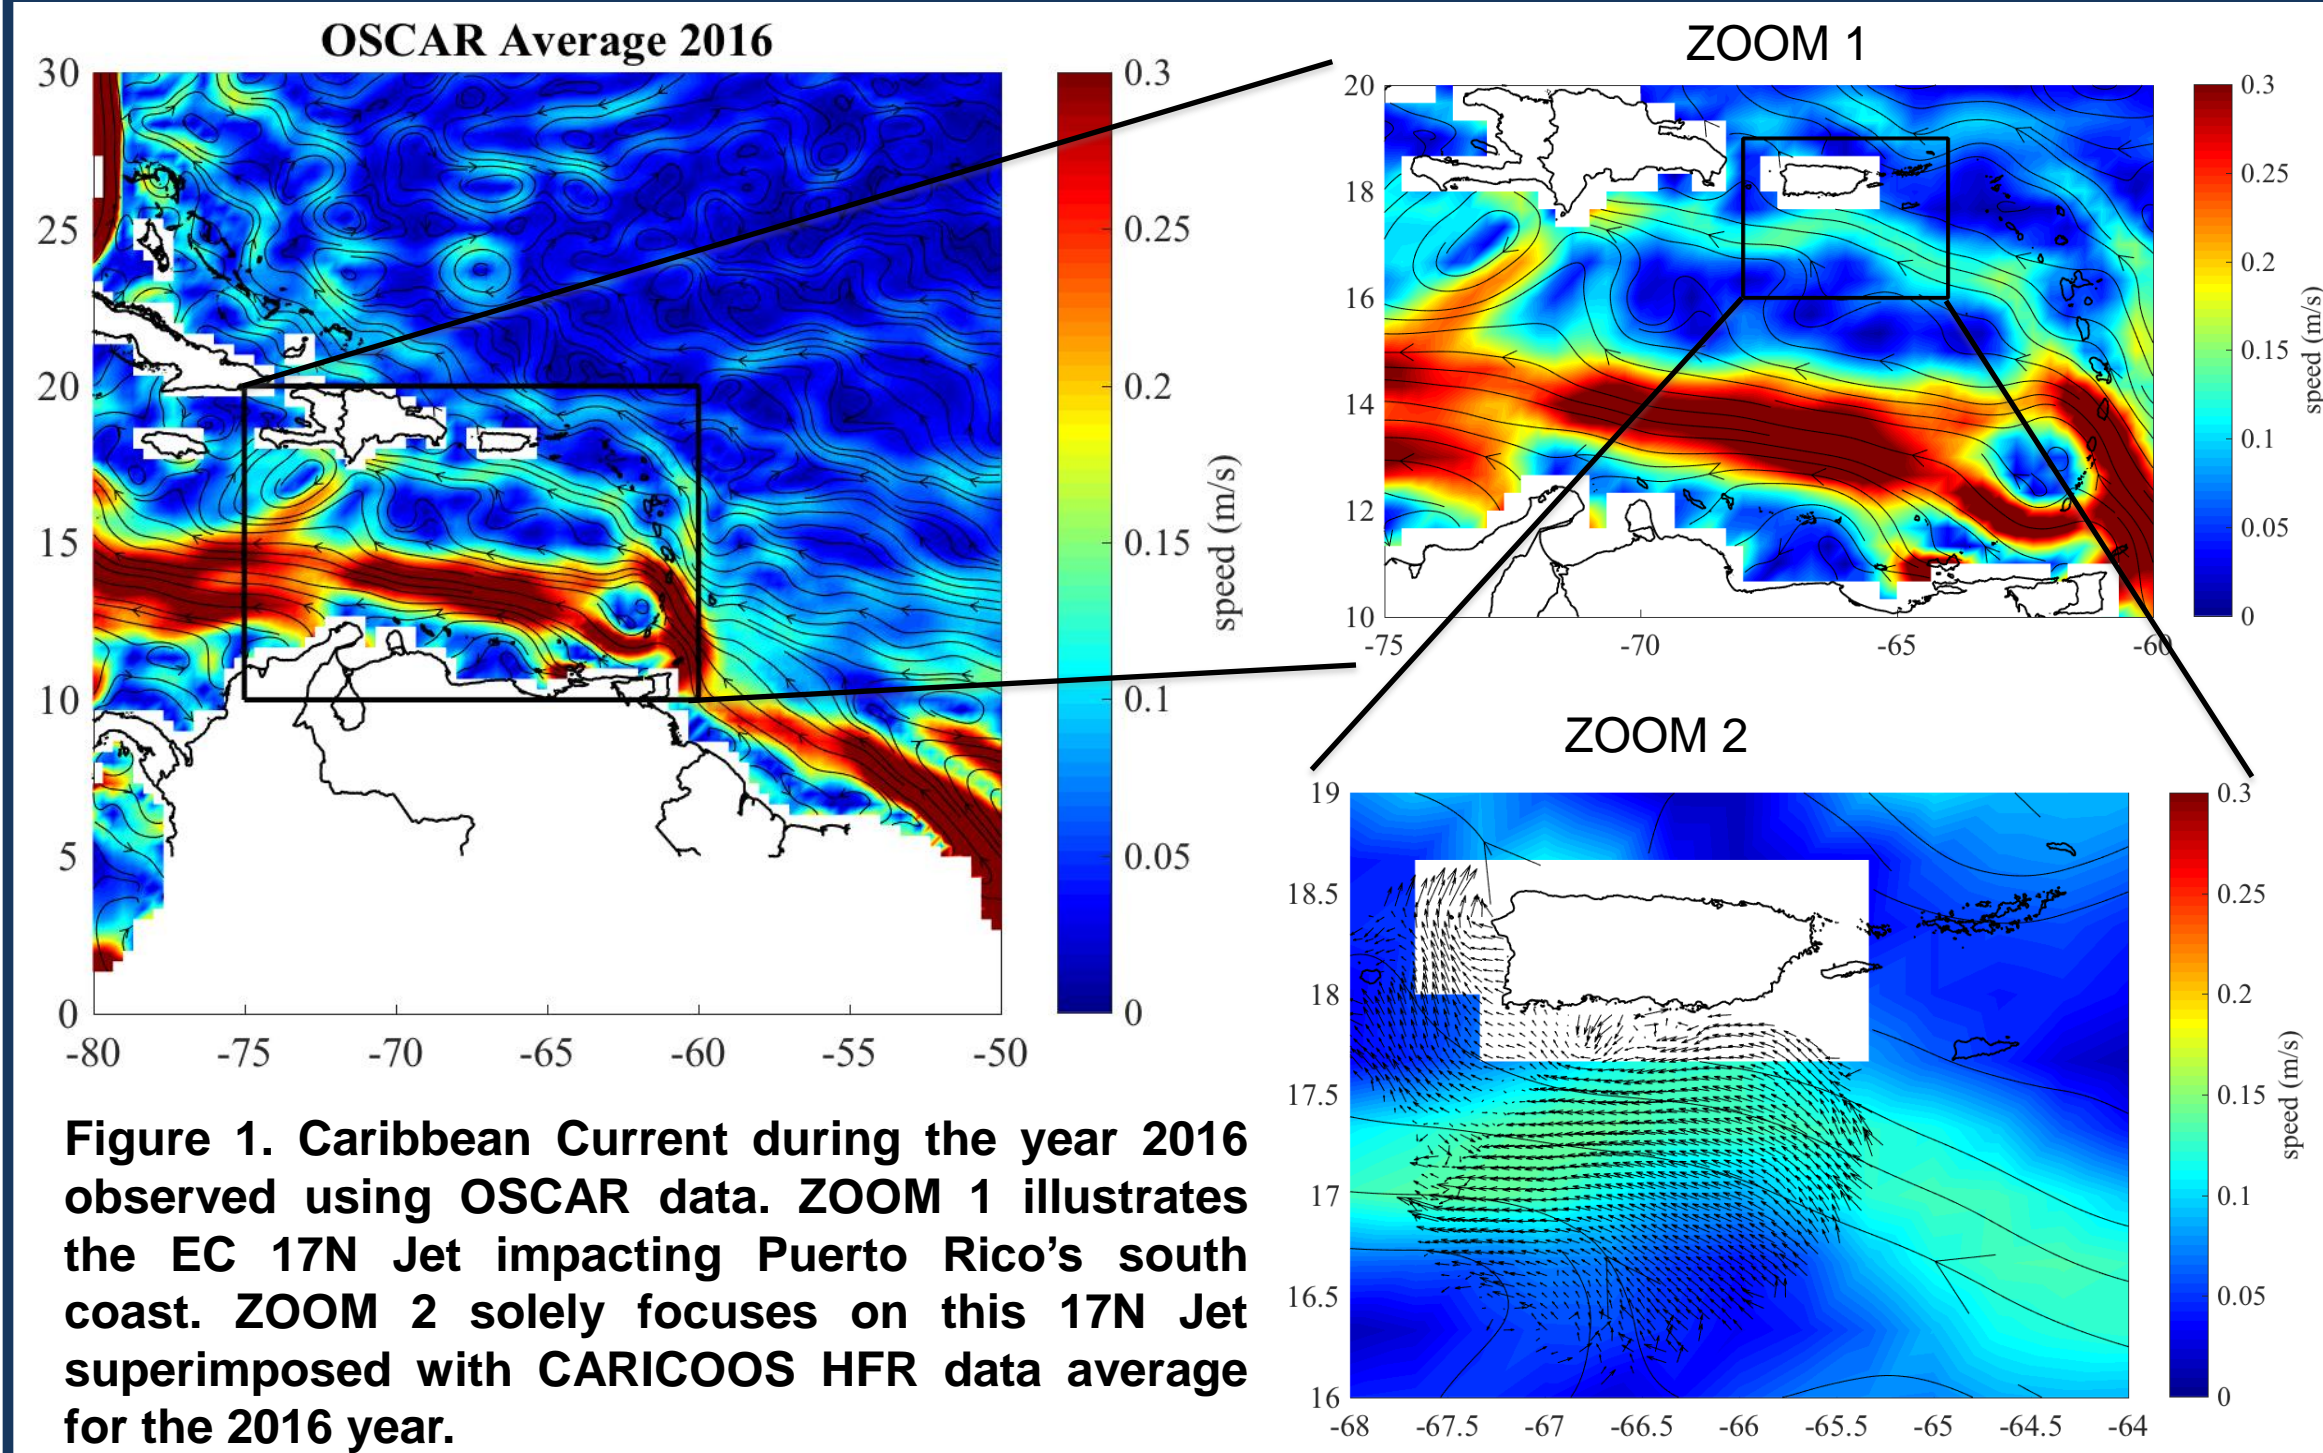 OSCAR Average 2016
30
25
20
15
10
5
0
-80 -75 -70 -65 -60 -55 -50
0.3
0.25
0.2
0.15
0.1
0.05
0
speed (m/s)
ZOOM 1
20
18
16
14
12
10
-75 -70 -65 -60
0.3
0.25
0.2
0.15
0.1
0.05
0
speed (m/s)
ZOOM 2
19
18.5
18
17.5
17
16.5
16
-68 -67.5 -67 -66.5 -66 -65.5 -65 -64.5 -64
0.3
0.25
0.2
0.15
0.1
0.05
0
speed (m/s)
Figure 1. Caribbean Current during the year 2016
observed using OSCAR data. ZOOM 1 illustrates
the EC 17N Jet impacting Puerto Rico’s south
coast. ZOOM 2 solely focuses on this 17N Jet
superimposed with CARICOOS HFR data average
for the 2016 year.